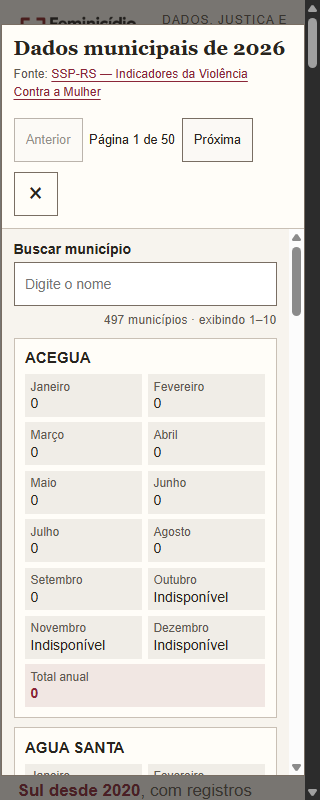 Feminicídio
DADOS, JUSTIÇA E
Dados municipais de 2026
Fonte: SSP-RS — Indicadores da Violência
Contra a Mulher
Anterior
Página 1 de 50
Próxima
×
Buscar município
Digite o nome
497 municípios · exibindo 1–10
ACEGUA
Janeiro
0
Fevereiro
0
Março
0
Abril
0
Maio
0
Junho
0
Julho
0
Agosto
0
Setembro
0
Outubro
Indisponível
Novembro
Indisponível
Dezembro
Indisponível
Total anual
0
AGUA SANTA
Janeiro
Fevereiro
Sul desde 2020, com registros